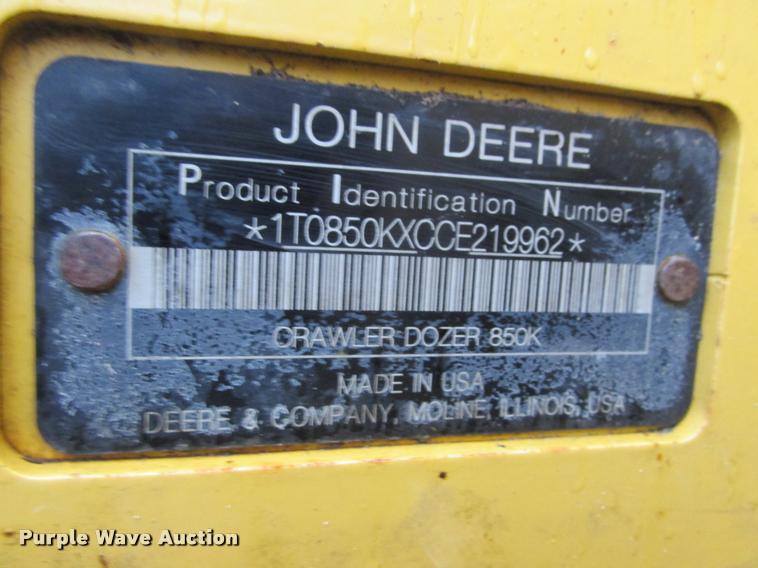 JOHN DEERE
Product Identification Number
*1T0850KXCCE219962*
CRAWLER DOZER 850K
MADE IN USA
DEERE & COMPANY, MOLINE, ILLINOIS, USA
Purple Wave Auction